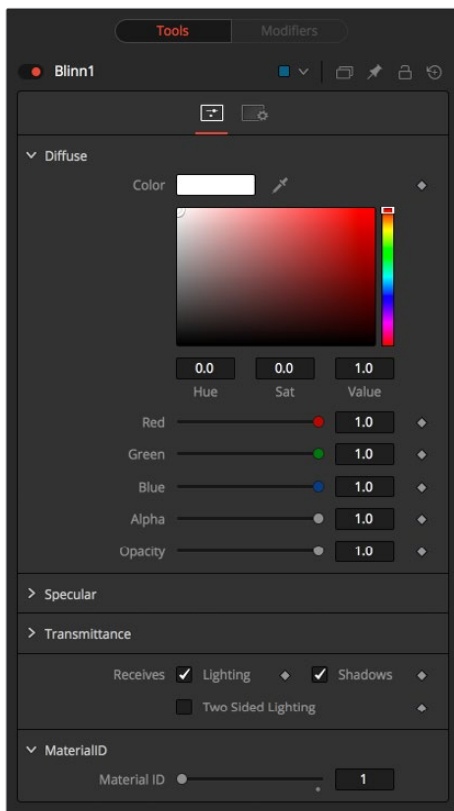 Tools Modifiers
Blinn1
Diffuse
Color
0.0 0.0 1.0
Hue Sat Value
Red 1.0
Green 1.0
Blue 1.0
Alpha 1.0
Opacity 1.0
Specular
Transmittance
Receives Lighting Shadows
Two Sided Lighting
MaterialID
Material ID 1